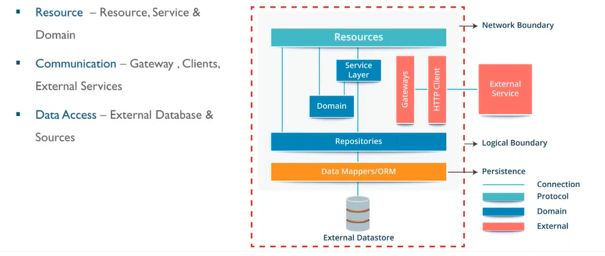 Resource – Resource, Service &
Domain
Communication – Gateway , Clients,
External Services
Data Access – External Database &
Sources
Resources
Service
Layer
Domain
Gateways
HTTP Client
External
Service
Repositories
Data Mappers/ORM
External Datastore
Network Boundary
Logical Boundary
Persistence
Connection
Protocol
Domain
External